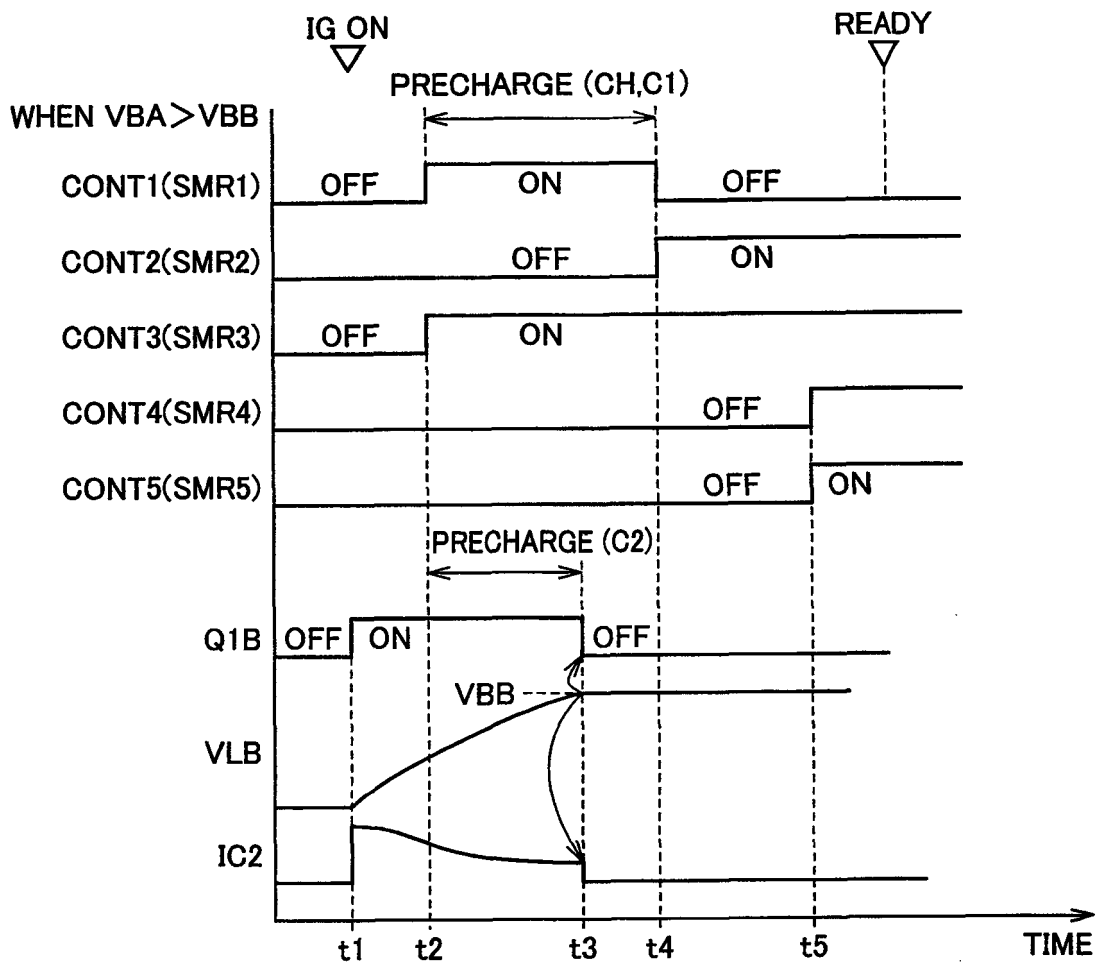 IG ON
READY
PRECHARGE (CH,C1)
WHEN VBA＞VBB
CONT1(SMR1) OFF ON OFF
CONT2(SMR2) OFF ON
CONT3(SMR3) OFF ON
CONT4(SMR4) OFF
CONT5(SMR5) OFF ON
PRECHARGE (C2)
Q1B OFF ON OFF
VBB
VLB
IC2
t1 t2 t3 t4 t5 TIME